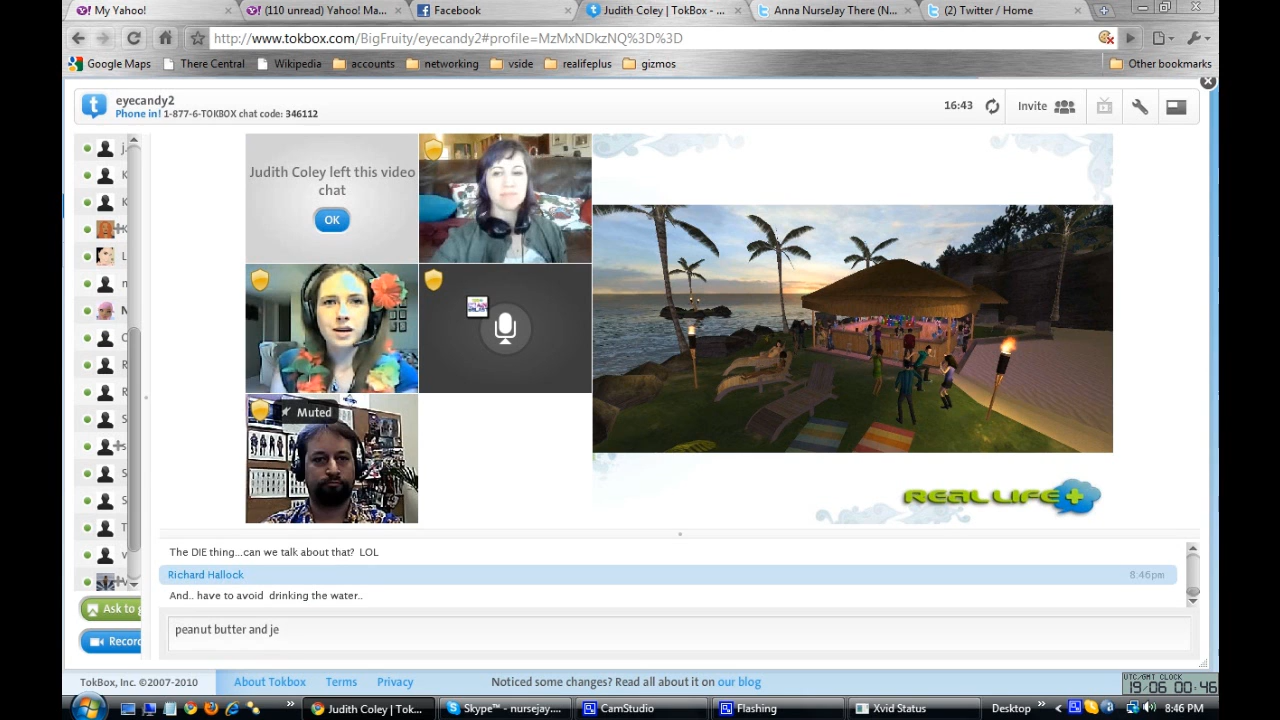 My Yahoo!
(110 unread) Yahoo! Ma...
Facebook
Judith Coley | TokBox - ...
Anna NurseJay There (N...
(2) Twitter / Home
http://www.tokbox.com/BigFruity/eyecandy2#profile=MzMxNDkzNQ%3D%3D
Google Maps
There Central
Wikipedia
accounts
networking
vside
realifeplus
gizmos
Other bookmarks
eyecandy2
Phone in! 1-877-6-TOKBOX chat code: 346112
16:43
Invite
j.
K
K
K
L
n
N
C
R
R
S
s
S
S
T
v
Judith Coley left this video
chat
OK
Muted
REAL LIFE +
The DIE thing...can we talk about that? LOL
Richard Hallock
8:46pm
And.. have to avoid drinking the water..
Ask to g
Recor
peanut butter and je
TokBox, Inc. ©2007-2010
About Tokbox
Terms
Privacy
Noticed some changes? Read all about it on our blog
UTC/GMT CLOCK
19/06 00:46
Judith Coley | Tok...
Skype™ - nursejay....
CamStudio
Flashing
Xvid Status
Desktop
8:46 PM